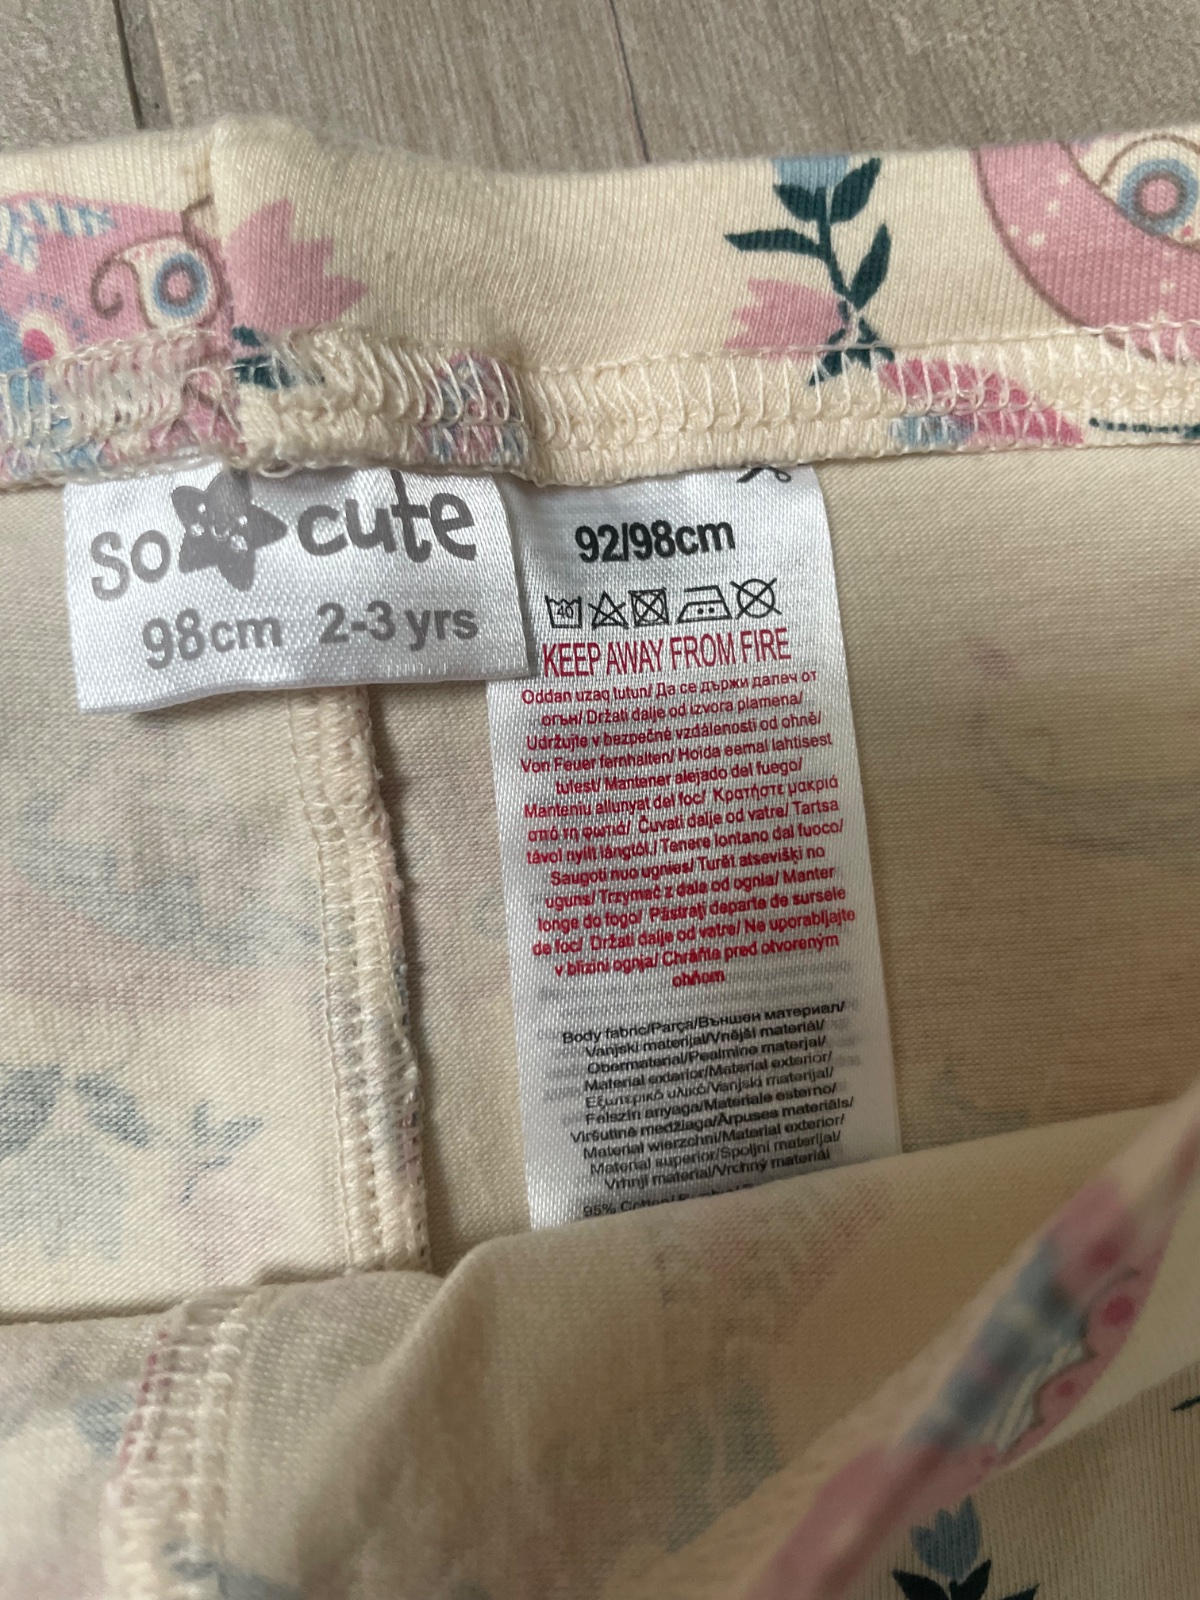 so cute
98cm 2-3 yrs
92/98cm
40
KEEP AWAY FROM FIRE
Oddan uzaq tutun/ Да се държи далеч от
огън/ Držati dalje od izvora plamena/
Udržujte v bezpečné vzdálenosti od ohně/
Von Feuer fernhalten/ Hoida eemal lahtisest
tulest/ Mantener alejado del fuego/
Manteniu allunyat del foc/ Κρατήστε μακριά
από τη φωτιά/ Čuvati dalje od vatre/ Tartsa
távol nyílt lángtól./ Tenere lontano dal fuoco/
Saugoti nuo ugnies/ Turēt atsevišķi no
uguns/ Trzymać z dala od ognia/ Manter
longe do fogo/ Păstrați departe de sursele
de foc/ Držati dalje od vatre/ Ne uporabljajte
v bližini ognja/ Chráňte pred otvoreným
ohňom
Body fabric/Parça/Външен материал/
Vanjski materijal/Vnější materiál/
Obermaterial/Pealmine materjal/
Material exterior/Material exterior/
Εξωτερικό υλικό/Vanjski materijal/
Felszín anyaga/Materiale esterno/
Viršutinė medžiaga/Ārpuses materiāls/
Materiał wierzchni/Material exterior/
Material superior/Spoljni materijal/
Vrhnji material/Vrchný materiál
95% Cotton/